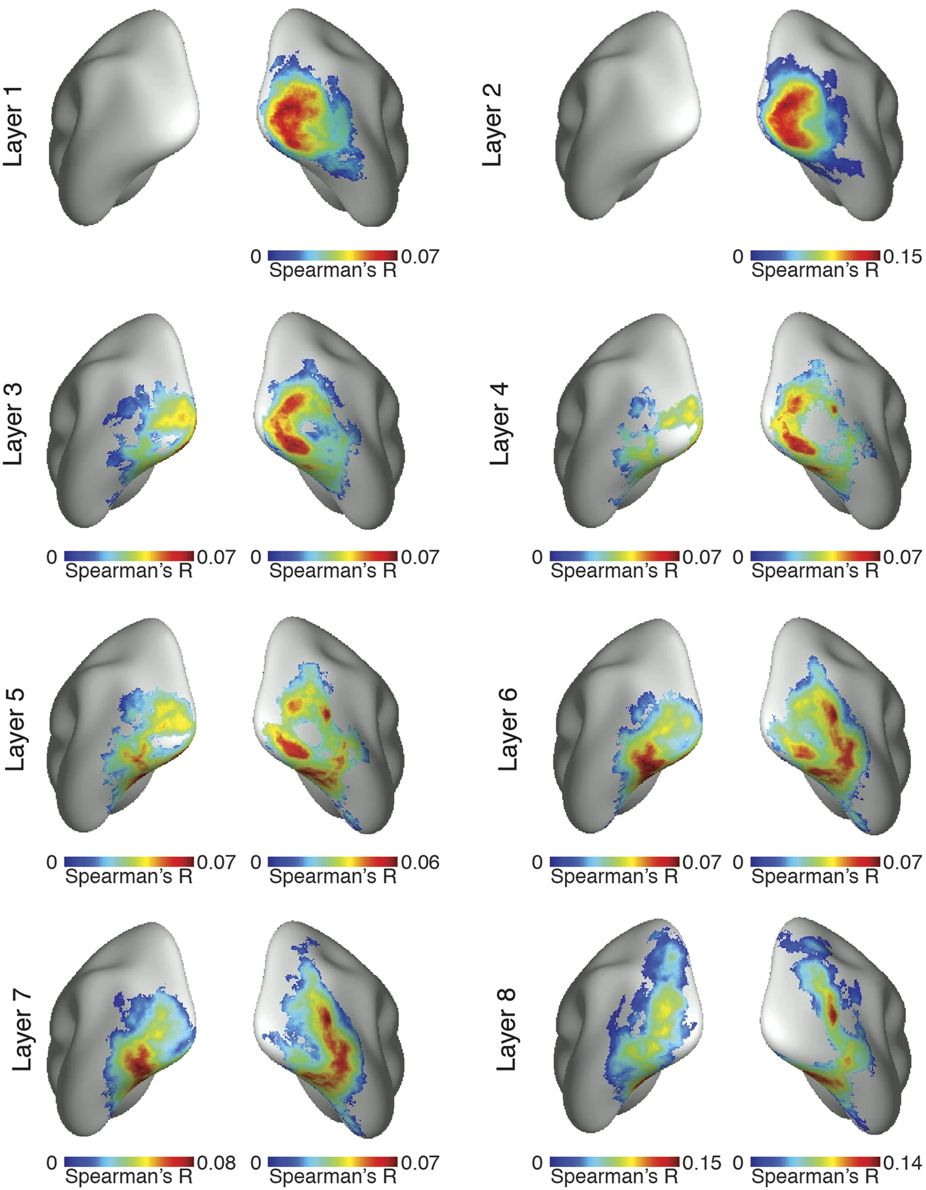 Layer 1
Layer 2
0 0.07
Spearman's R
0 0.15
Spearman's R
Layer 3
Layer 4
0 0.07
Spearman's R
0 0.07
Spearman's R
0 0.07
Spearman's R
0 0.07
Spearman's R
Layer 5
Layer 6
0 0.07
Spearman's R
0 0.06
Spearman's R
0 0.07
Spearman's R
0 0.07
Spearman's R
Layer 7
Layer 8
0 0.08
Spearman's R
0 0.07
Spearman's R
0 0.15
Spearman's R
0 0.14
Spearman's R